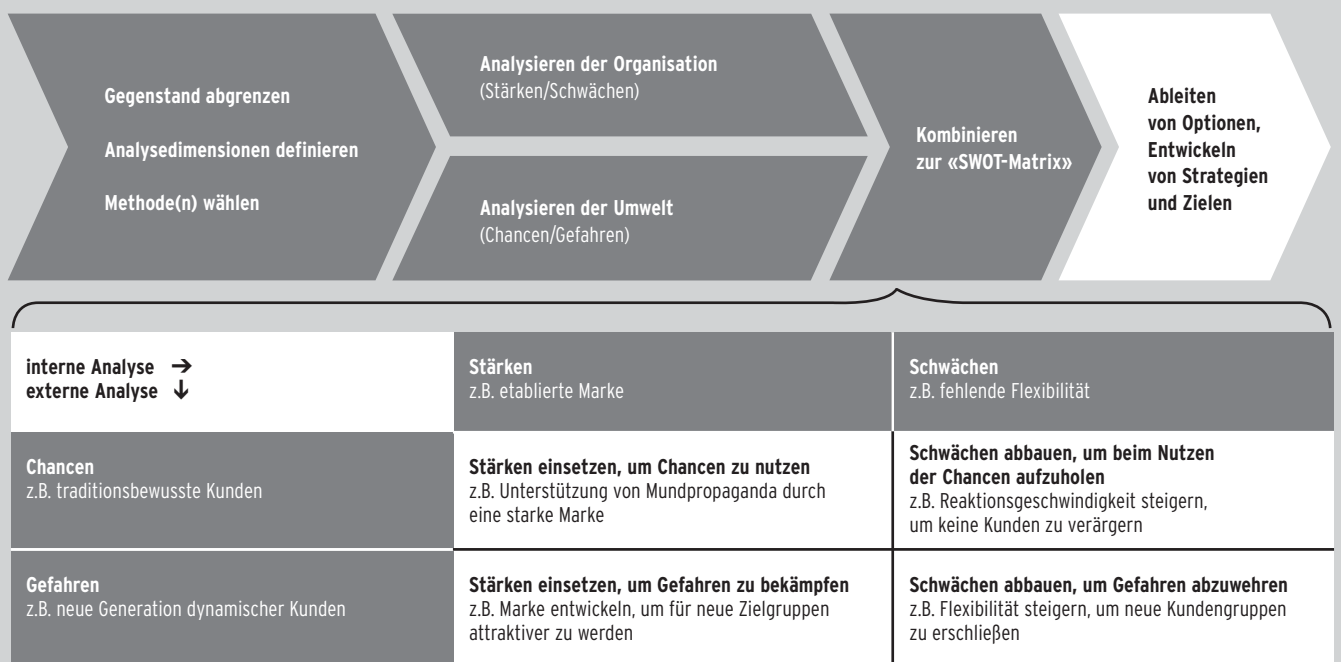 Gegenstand abgrenzen
Analysedimensionen definieren
Methode(n) wählen
Analysieren der Organisation
(Stärken/Schwächen)
Analysieren der Umwelt
(Chancen/Gefahren)
Kombinieren
zur «SWOT-Matrix»
Ableiten
von Optionen,
Entwickeln
von Strategien
und Zielen
interne Analyse ➔
externe Analyse ↓
Stärken
z.B. etablierte Marke
Schwächen
z.B. fehlende Flexibilität
Chancen
z.B. traditionsbewusste Kunden
Stärken einsetzen, um Chancen zu nutzen
z.B. Unterstützung von Mundpropaganda durch
eine starke Marke
Schwächen abbauen, um beim Nutzen
der Chancen aufzuholen
z.B. Reaktionsgeschwindigkeit steigern,
um keine Kunden zu verärgern
Gefahren
z.B. neue Generation dynamischer Kunden
Stärken einsetzen, um Gefahren zu bekämpfen
z.B. Marke entwickeln, um für neue Zielgruppen
attraktiver zu werden
Schwächen abbauen, um Gefahren abzuwehren
z.B. Flexibilität steigern, um neue Kundengruppen
zu erschließen